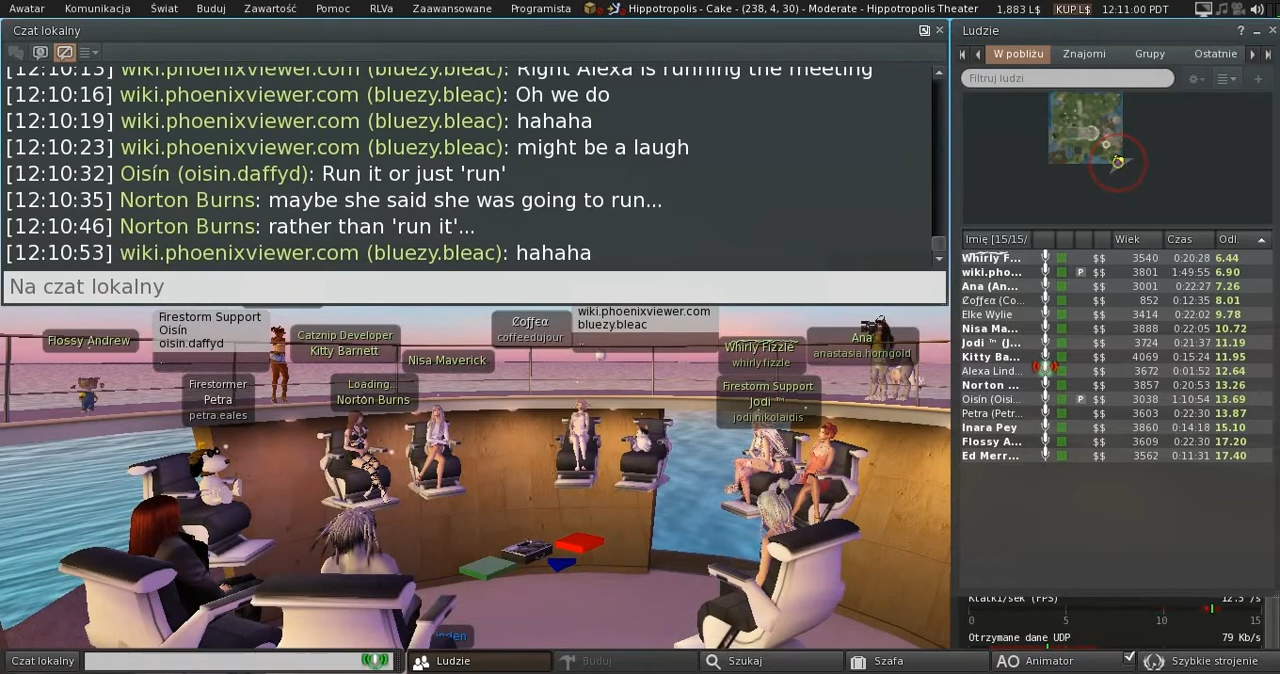 Awatar Komunikacja Świat Buduj Zawartość Pomoc RLVa Zaawansowane Programista Hippotropolis - Cake - (238, 4, 30) - Moderate - Hippotropolis Theater 1,883 L$ KUP L$ 12:11:00 PDT
Czat lokalny
[12:10:13] wiki.phoenixviewer.com (bluezy.bleac): Right Alexa is running the meeting
[12:10:16] wiki.phoenixviewer.com (bluezy.bleac): Oh we do
[12:10:19] wiki.phoenixviewer.com (bluezy.bleac): hahaha
[12:10:23] wiki.phoenixviewer.com (bluezy.bleac): might be a laugh
[12:10:32] Oisín (oisin.daffyd): Run it or just 'run'
[12:10:35] Norton Burns: maybe she said she was going to run...
[12:10:46] Norton Burns: rather than 'run it'...
[12:10:53] wiki.phoenixviewer.com (bluezy.bleac): hahaha
Na czat lokalny
Flossy Andrew
Firestorm Support
Oisín
oisin.daffyd
Catznip Developer
Kitty Barnett
Nisa Maverick
Coffeα
coffeedujour
wiki.phoenixviewer.com
bluezy.bleac
Whirly Fizzle
whirly.fizzle
Ana
anastasia.horngold
Firestormer
Petra
petra.eales
Loading...
Norton Burns
Firestorm Support
Jodi ™
jodi.nikolaidis
Ludzie
? _ ×
W pobliżu Znajomi Grupy Ostatnie
Filtruj ludzi
Imię [15/15/ Wiek Czas Odl.
Whirly F... $$ 3540 0:20:28 6.44
wiki.pho... P $$ 3801 1:49:55 6.90
Ana (An... $$ 3001 0:22:27 7.26
Ȼoffeα (Co... $$ 852 0:12:35 8.01
Elke Wylie $$ 3414 0:22:02 9.78
Nisa Ma... $$ 3888 0:22:05 10.72
Jodi ™ (J... $$ 3724 0:21:37 11.19
Kitty Ba... $$ 4069 0:15:24 11.95
Alexa Lind... $$ 3672 0:01:52 12.64
Norton ... $$ 3857 0:20:53 13.26
Oisín (Oisi... P $$ 3038 1:10:54 13.69
Petra (Petr... $$ 3603 0:22:30 13.87
Inara Pey $$ 3860 0:14:18 15.10
Flossy A... $$ 3609 0:22:30 17.20
Ed Merr... $$ 3562 0:11:31 17.40
Klatki/sek (FPS) 12.5 /s
0 5 10 15
Otrzymane dane UDP 79 Kb/s
Czat lokalny Ludzie Buduj Szukaj Szafa AO Animator Szybkie strojenie